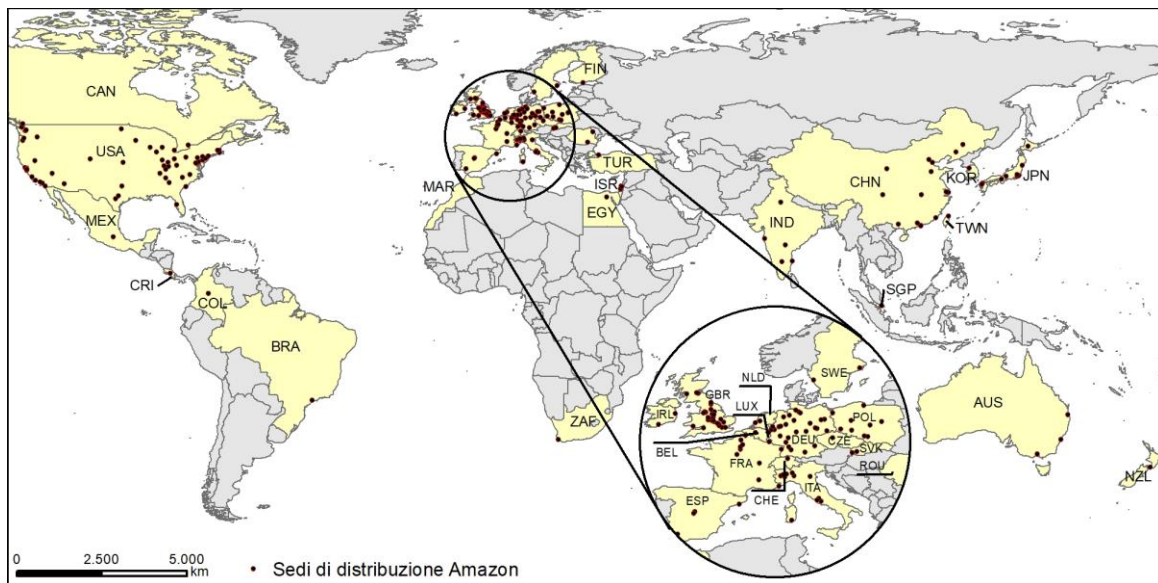 CAN
USA
MEX
CRI
COL
BRA
FIN
TUR
MAR
ISR
EGY
ZAF
CHN
KOR
JPN
IND
TWN
SGP
AUS
NZL
SWE
NLD
GBR
IRL
LUX
POL
BEL
DEU
CZE
SVK
FRA
ROU
CHE
ITA
ESP
0 2.500 5.000
km
Sedi di distribuzione Amazon